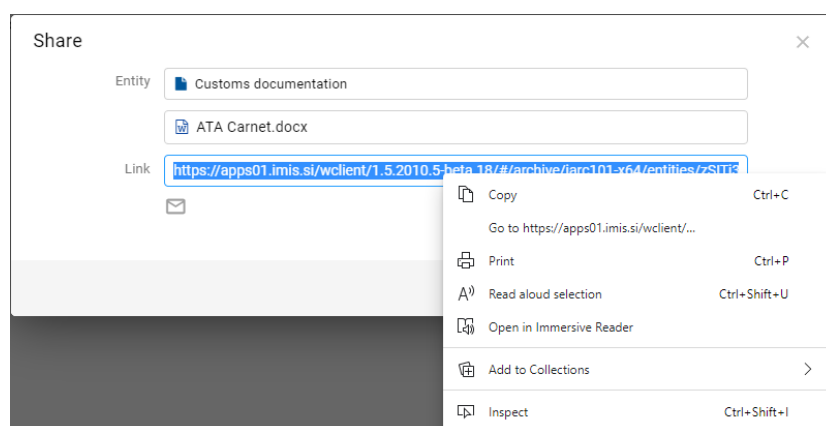 Share
Entity
Customs documentation
ATA Carnet.docx
Link
https://apps01.imis.si/wclient/1.5.2010.5-beta.18/#/archive/iarc101-x64/entities/zSlTi3
Copy Ctrl+C
Go to https://apps01.imis.si/wclient/...
Print Ctrl+P
Read aloud selection Ctrl+Shift+U
Open in Immersive Reader
Add to Collections
Inspect Ctrl+Shift+I